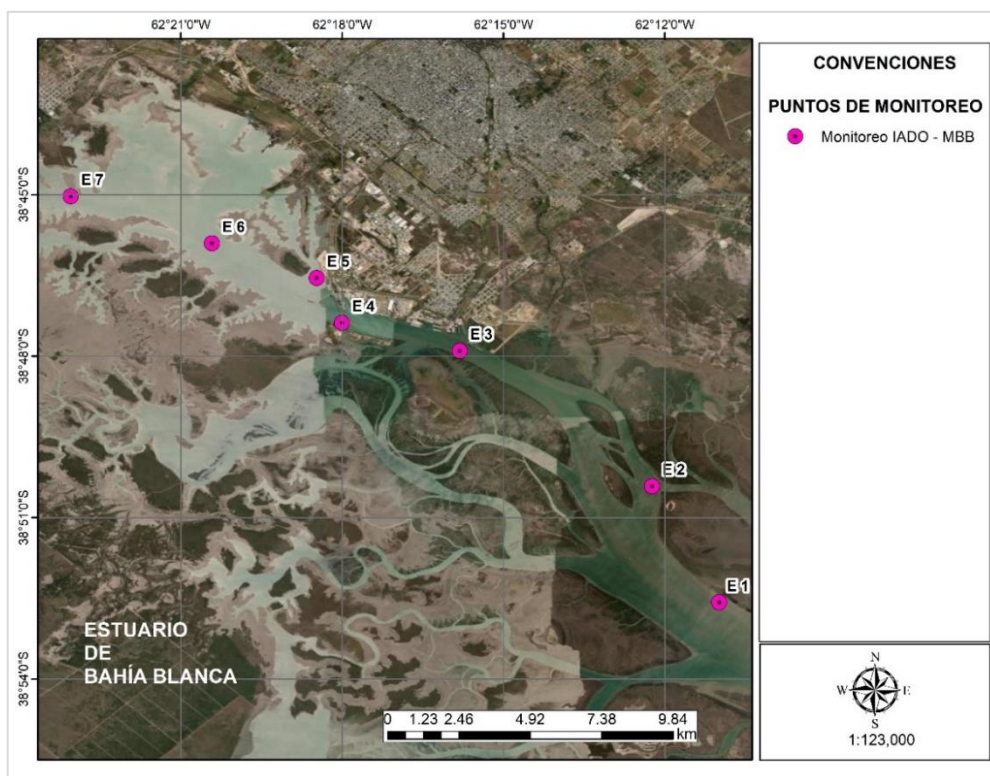 62°21'0"W 62°18'0"W 62°15'0"W 62°12'0"W
CONVENCIONES
PUNTOS DE MONITOREO
Monitoreo IADO - MBB
38°45'0"S
38°48'0"S
38°51'0"S
38°54'0"S
E 7
E 6
E 5
E 4
E 3
E 2
E 1
ESTUARIO
DE
BAHÍA BLANCA
0 1.23 2.46 4.92 7.38 9.84
km
N
W E
S
1:123,000